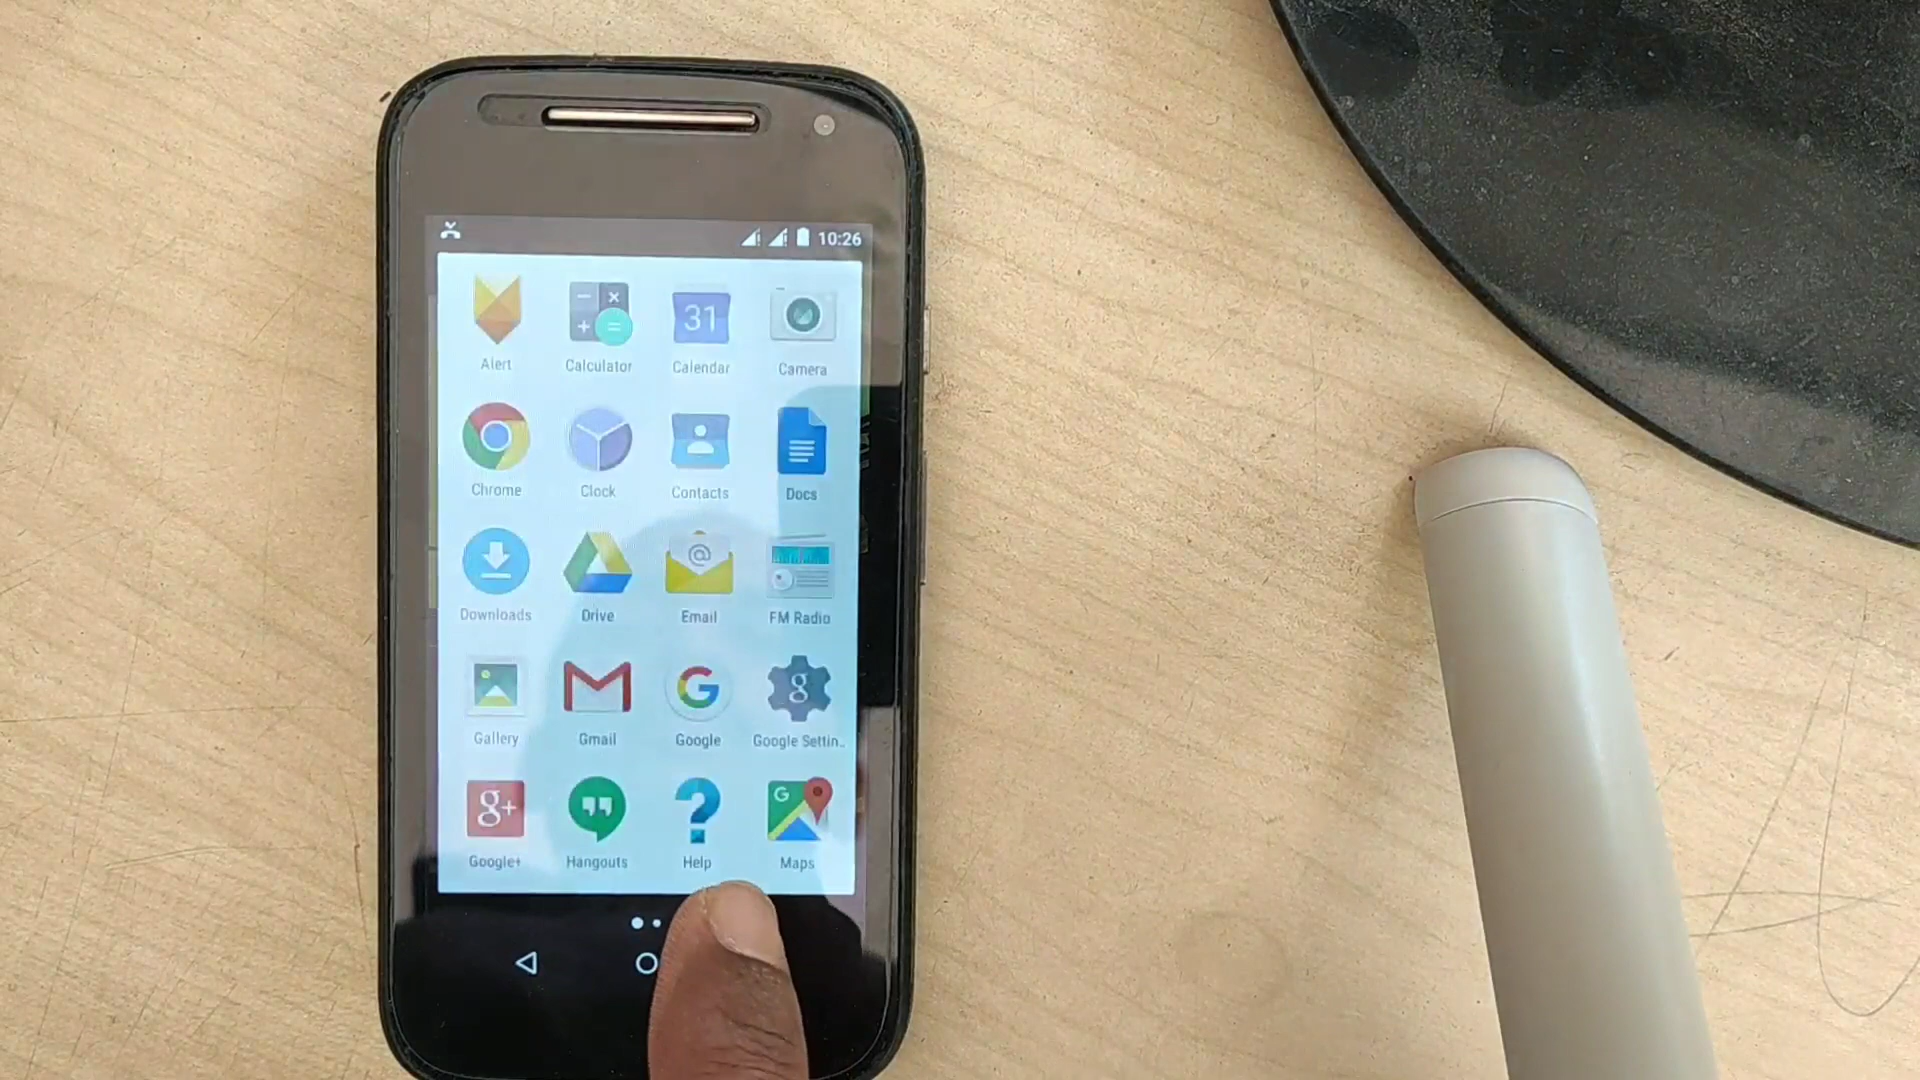 10:26
31
Alert Calculator Calendar Camera
Chrome Clock Contacts Docs
@
Downloads Drive Email FM Radio
G g
Gallery Gmail Google Google Settin..
g+ G
Google+ Hangouts Help Maps